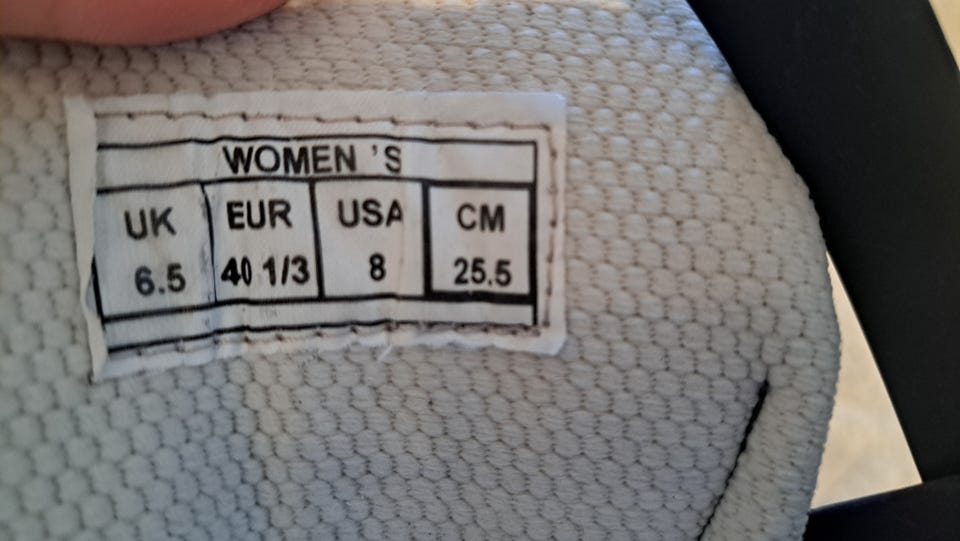 WOMEN 'S
UK EUR USA CM
6.5 40 1/3 8 25.5